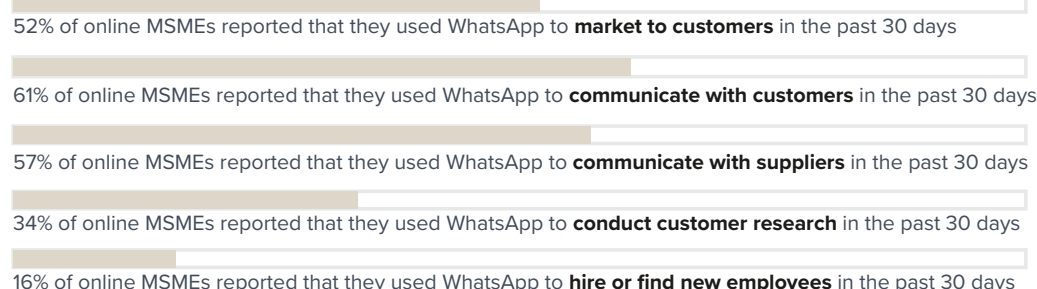 52% of online MSMEs reported that they used WhatsApp to market to customers in the past 30 days
61% of online MSMEs reported that they used WhatsApp to communicate with customers in the past 30 days
57% of online MSMEs reported that they used WhatsApp to communicate with suppliers in the past 30 days
34% of online MSMEs reported that they used WhatsApp to conduct customer research in the past 30 days
16% of online MSMEs reported that they used WhatsApp to hire or find new employees in the past 30 days